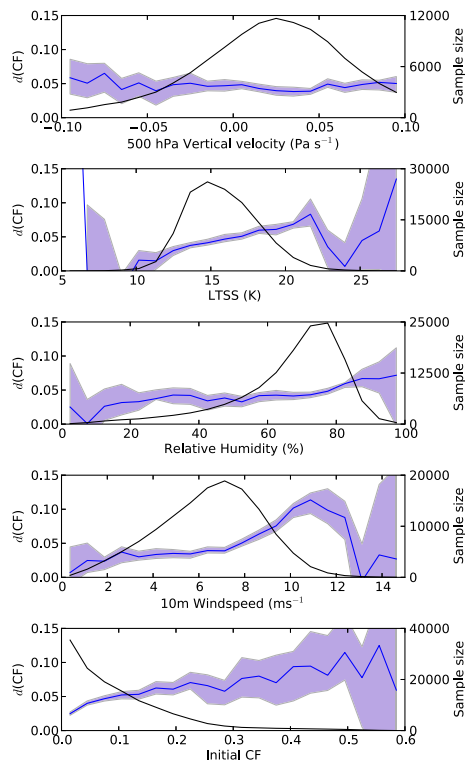 0.15 12000
0.10 8000
0.05 4000
0.00 0
d(CF) Sample size
−0.10 −0.05 0.00 0.05 0.10
500 hPa Vertical velocity (Pa s⁻¹)
0.15 30000
0.10 22500
0.05 15000
7500
0.00 0
d(CF) Sample size
5 10 15 20 25
LTSS (K)
0.15 25000
0.10
12500
0.05
0.00 0
d(CF) Sample size
0 20 40 60 80 100
Relative Humidity (%)
0.15 20000
0.10
10000
0.05
0.00 0
d(CF) Sample size
0 2 4 6 8 10 12 14
10m Windspeed (ms⁻¹)
0.15 40000
0.10 30000
20000
0.05 10000
0.00 0
d(CF) Sample size
0.0 0.1 0.2 0.3 0.4 0.5 0.6
Initial CF